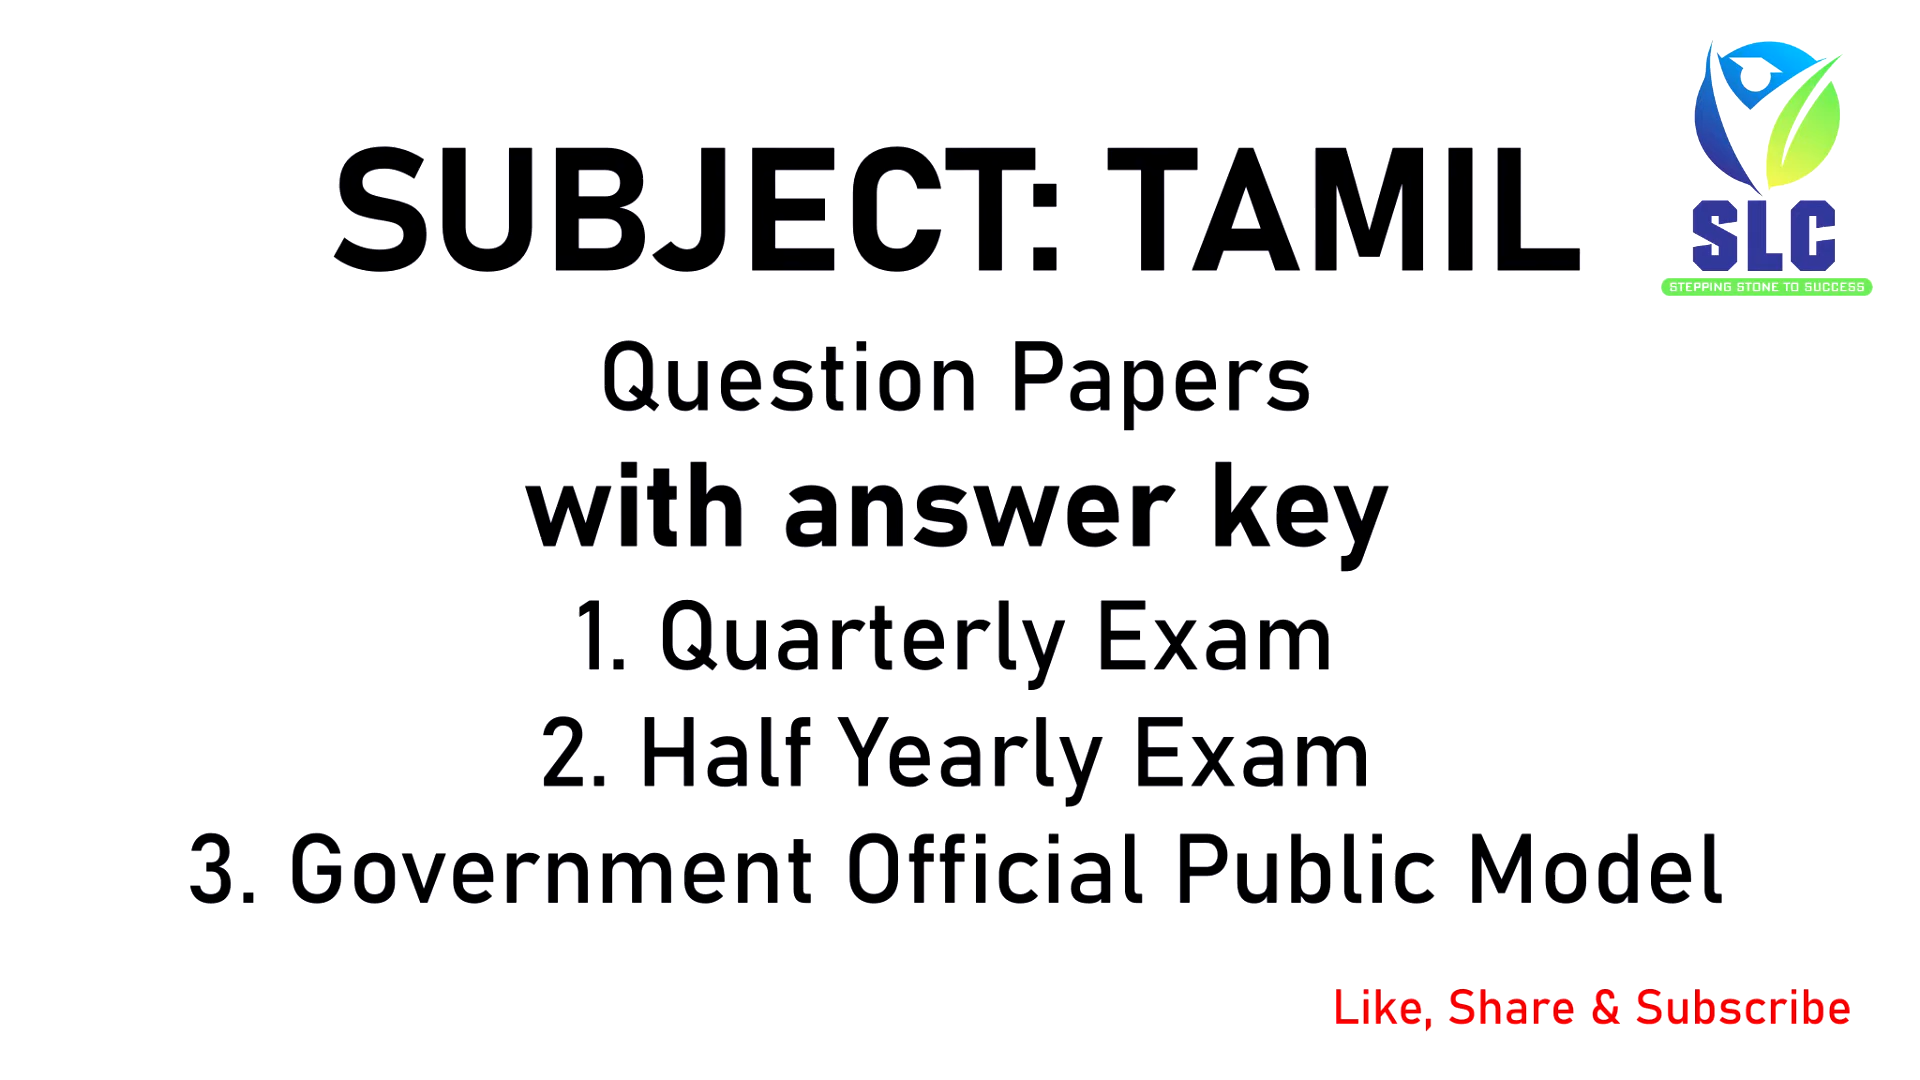 SUBJECT: TAMIL
SLC
STEPPING STONE TO SUCCESS
Question Papers
with answer key
1. Quarterly Exam
2. Half Yearly Exam
3. Government Official Public Model
Like, Share & Subscribe